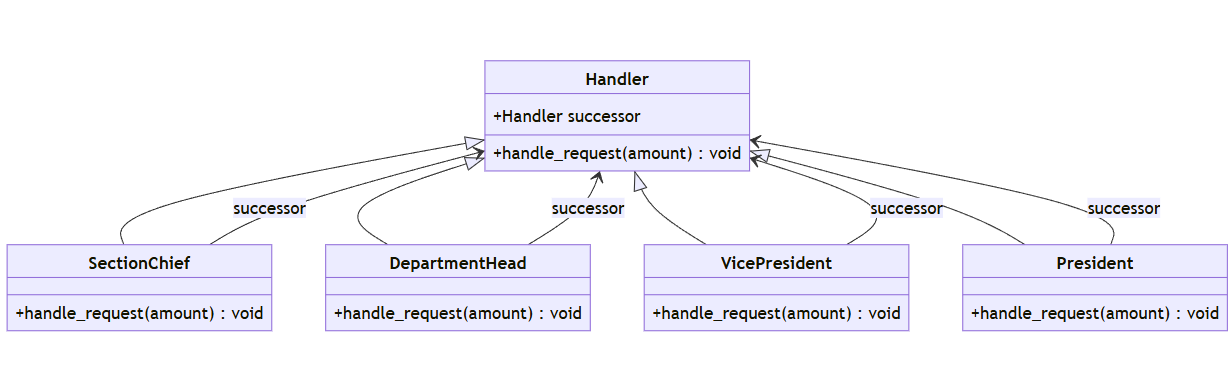 Handler
+Handler successor
+handle_request(amount) : void
successor
successor
successor
successor
SectionChief
+handle_request(amount) : void
DepartmentHead
+handle_request(amount) : void
VicePresident
+handle_request(amount) : void
President
+handle_request(amount) : void